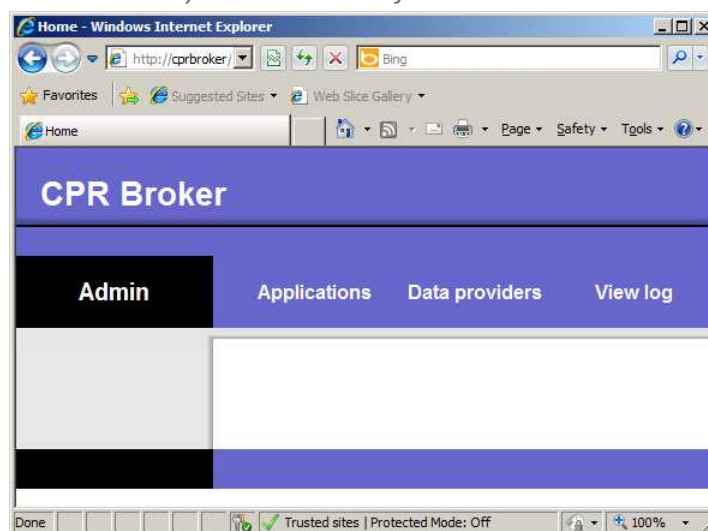 Home - Windows Internet Explorer
http://cprbroker/ Bing
Favorites Suggested Sites Web Slice Gallery
Home Page Safety Tools
CPR Broker
Admin Applications Data providers View log
Done Trusted sites | Protected Mode: Off 100%